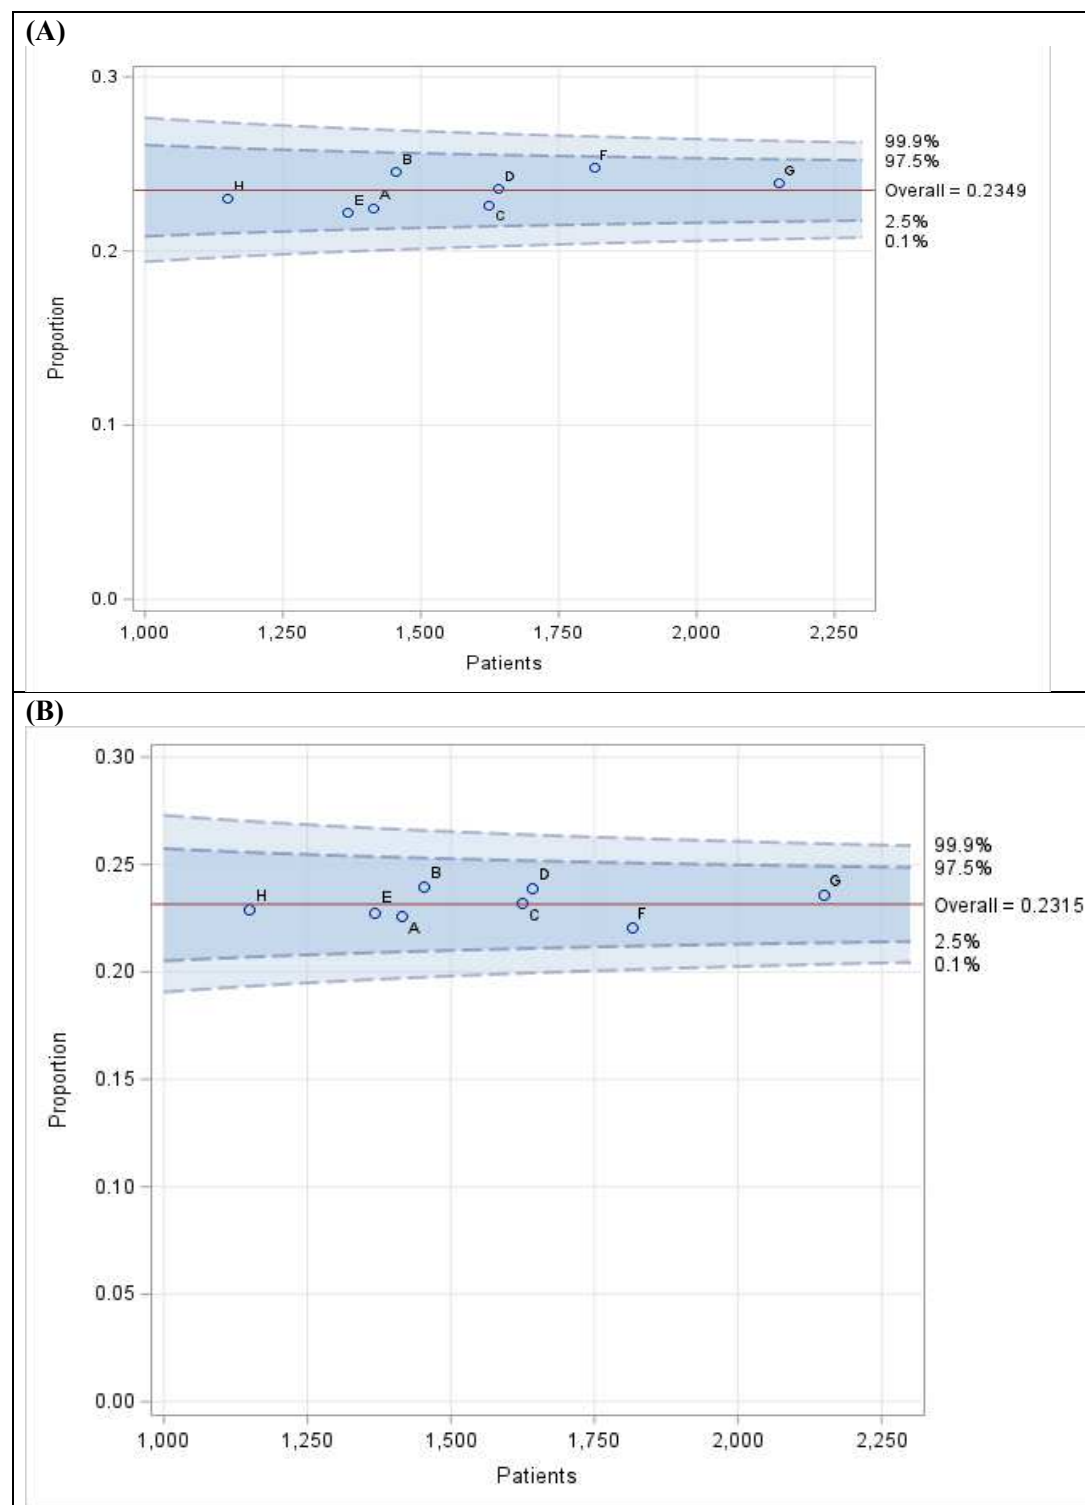 (A)
0.3
0.2
0.1
0.0
Proportion
H
E
A
B
C
D
F
G
99.9%
97.5%
Overall = 0.2349
2.5%
0.1%
1,000 1,250 1,500 1,750 2,000 2,250
Patients
(B)
0.30
0.25
0.20
0.15
0.10
0.05
0.00
Proportion
H
E
A
B
C
D
F
G
99.9%
97.5%
Overall = 0.2315
2.5%
0.1%
1,000 1,250 1,500 1,750 2,000 2,250
Patients